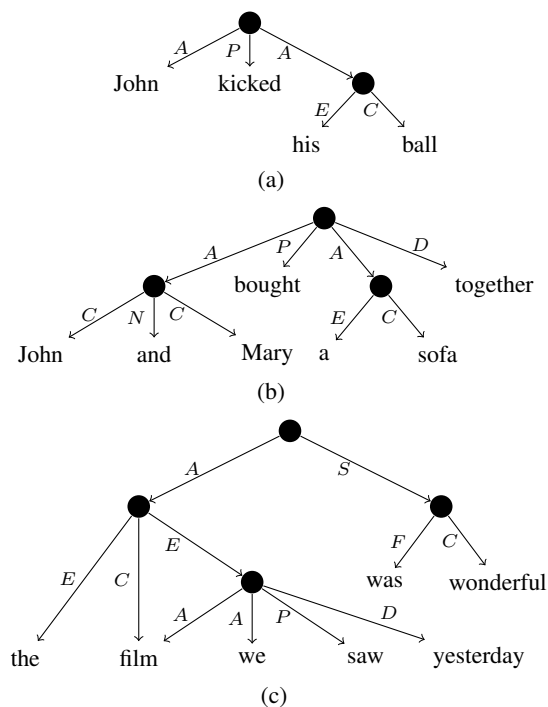 A P A
John kicked
E C
his ball
(a)
A P A D
bought together
C N C E C
John and Mary a sofa
(b)
A S
E C E F C
was wonderful
A A P D
the film we saw yesterday
(c)